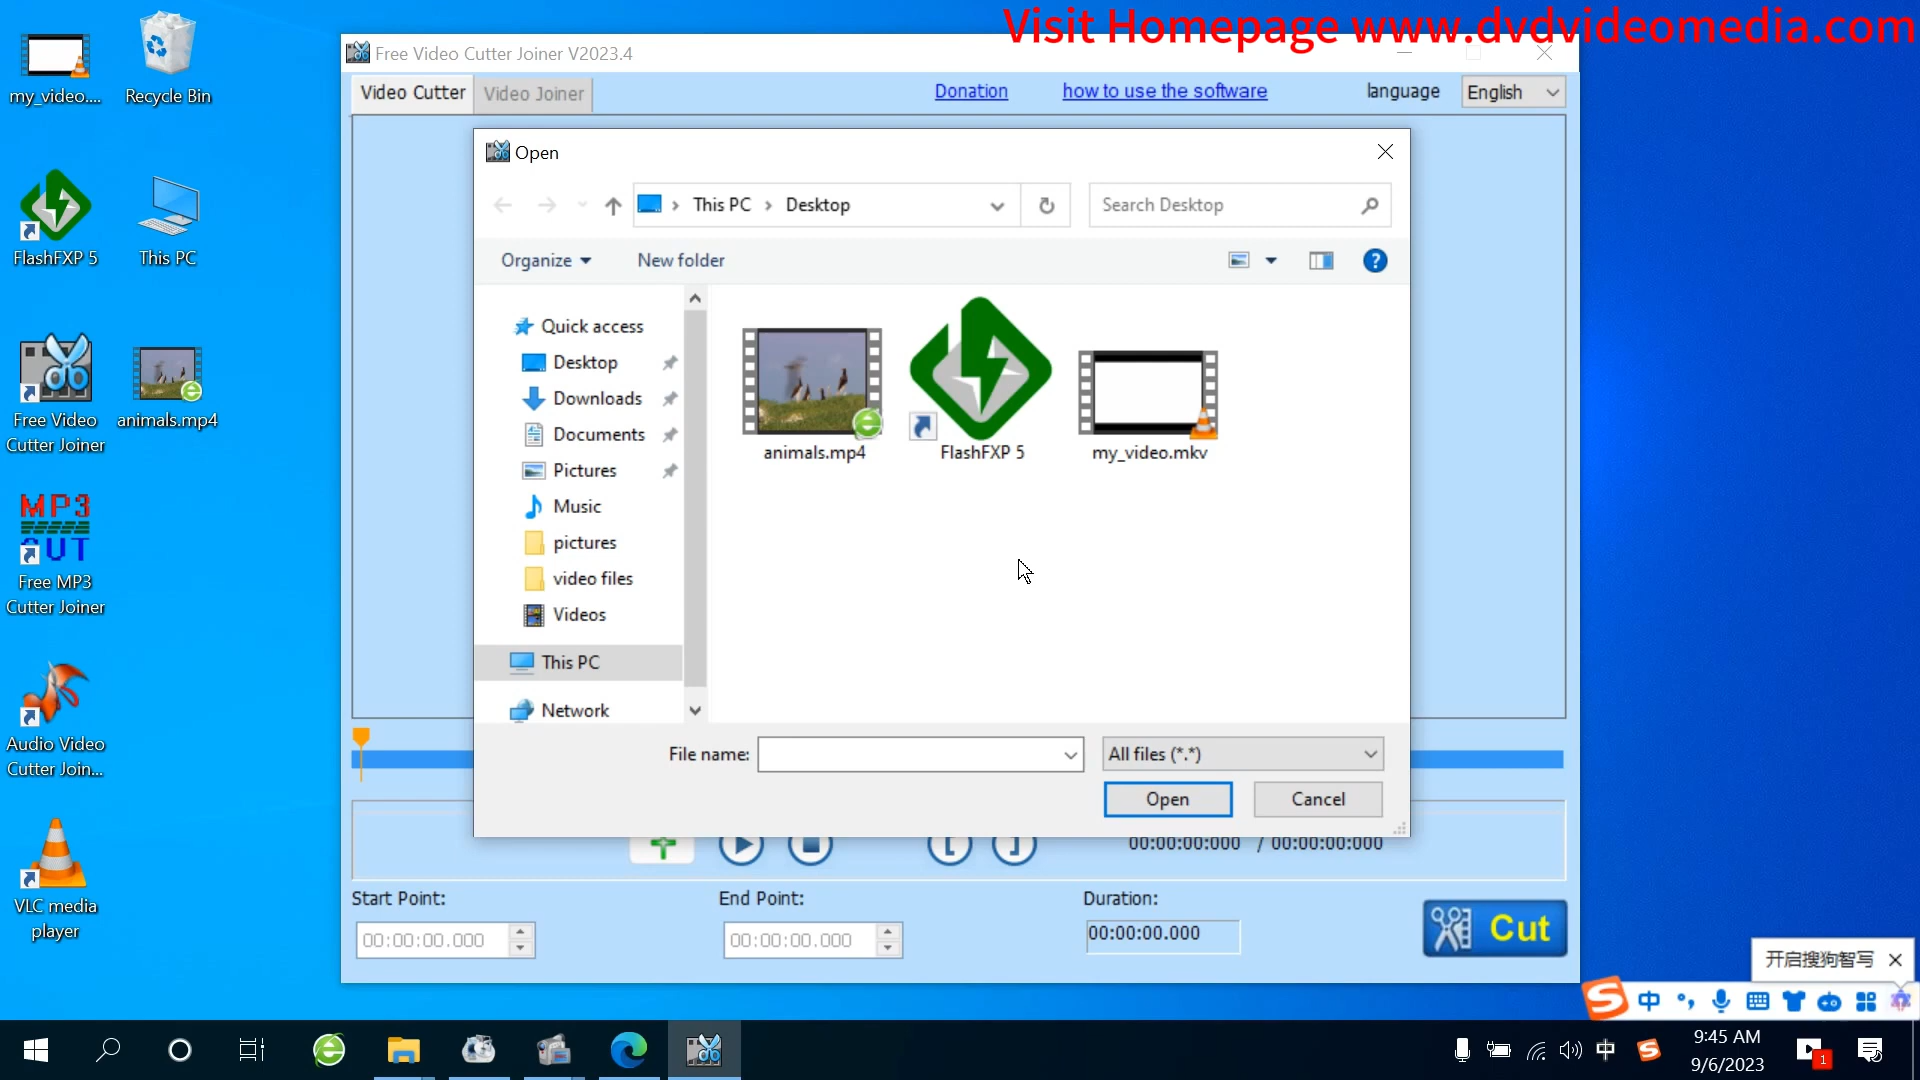 Visit Homepage www.dvdvideomedia.com
my_video....
Recycle Bin
FlashFXP 5
This PC
Free Video
Cutter Joiner
animals.mp4
MP3
CUT
Free MP3
Cutter Joiner
Audio Video
Cutter Join...
VLC media
player
Free Video Cutter Joiner V2023.4
Video Cutter
Video Joiner
Donation
how to use the software
language
English
Open
This PC
Desktop
Search Desktop
Organize
New folder
?
Quick access
Desktop
Downloads
Documents
Pictures
Music
pictures
video files
Videos
This PC
Network
animals.mp4
FlashFXP 5
my_video.mkv
File name:
All files (*.*)
Open
Cancel
00:00:00:000 / 00:00:00:000
Start Point:
End Point:
Duration:
00:00:00.000
00:00:00.000
00:00:00.000
Cut
开启搜狗智写
中
中
9:45 AM
9/6/2023
1